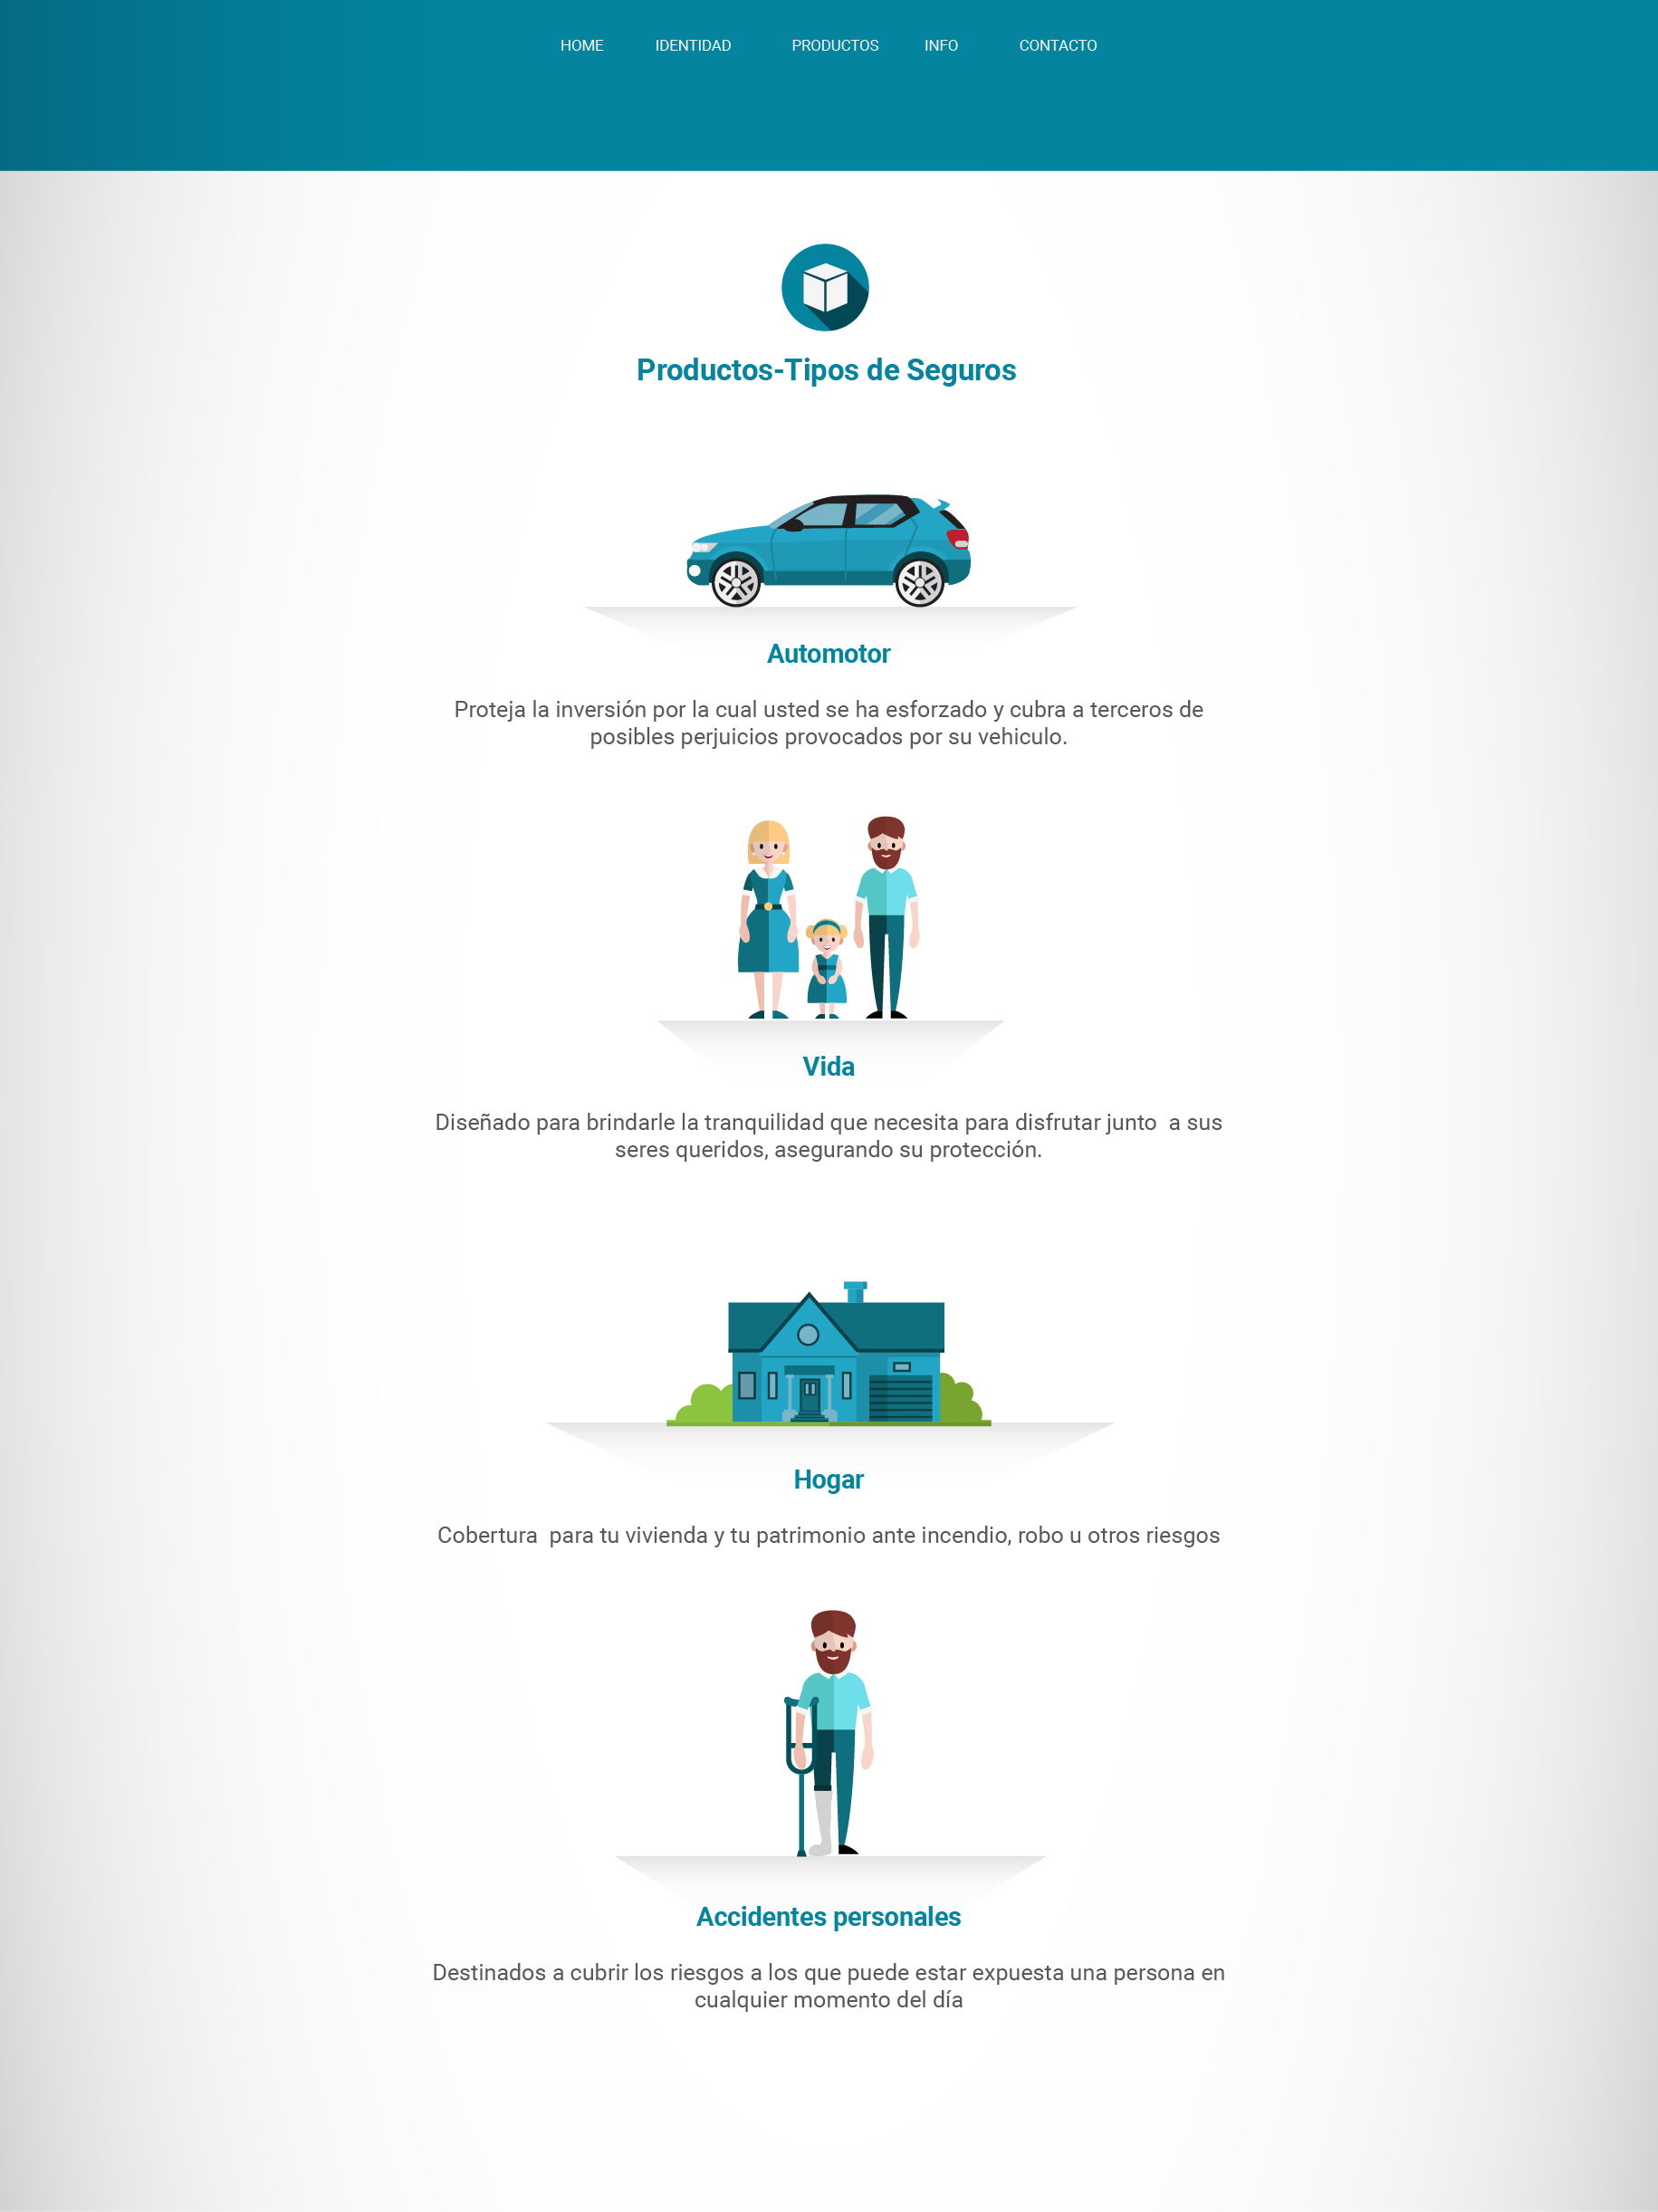 HOME IDENTIDAD PRODUCTOS INFO CONTACTO
Productos-Tipos de Seguros
Automotor
Proteja la inversión por la cual usted se ha esforzado y cubra a terceros de
posibles perjuicios provocados por su vehiculo.
Vida
Diseñado para brindarle la tranquilidad que necesita para disfrutar junto  a sus
seres queridos, asegurando su protección.
Hogar
Cobertura  para tu vivienda y tu patrimonio ante incendio, robo u otros riesgos
Accidentes personales
Destinados a cubrir los riesgos a los que puede estar expuesta una persona en
cualquier momento del día